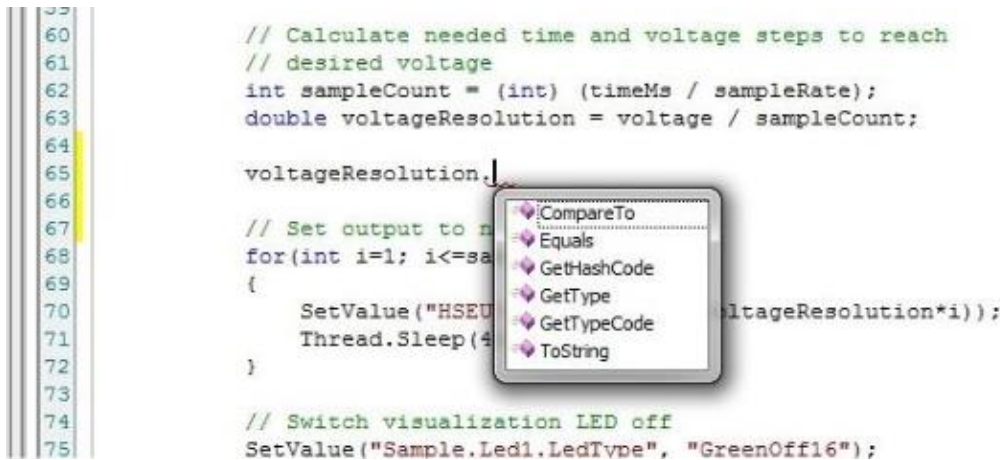 59
60 // Calculate needed time and voltage steps to reach
61 // desired voltage
62 int sampleCount = (int) (timeMs / sampleRate);
63 double voltageResolution = voltage / sampleCount;
64
65 voltageResolution.
66
CompareTo
67 // Set output to n
Equals
68 for(int i=1; i<=sa
GetHashCode
69 {
GetType
70 SetValue("HSEU ltageResolution*i));
GetTypeCode
71 Thread.Sleep(4
ToString
72 }
73
74 // Switch visualization LED off
75 SetValue("Sample.Led1.LedType", "GreenOff16");